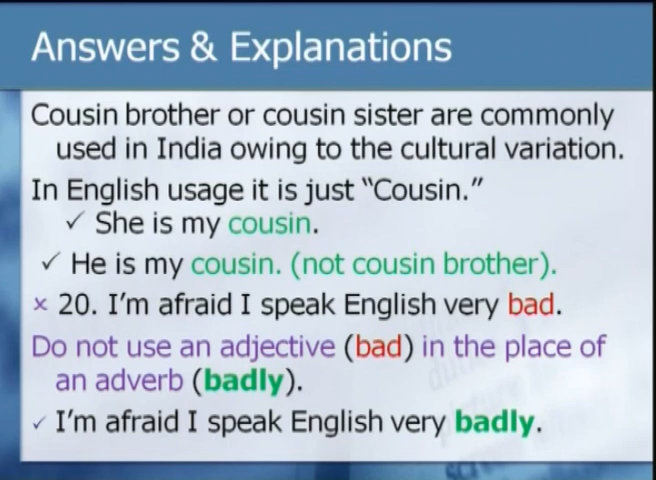 Answers & Explanations
Cousin brother or cousin sister are commonly
used in India owing to the cultural variation.
In English usage it is just “Cousin.”
✓ She is my cousin.
✓ He is my cousin. (not cousin brother).
× 20. I’m afraid I speak English very bad.
Do not use an adjective (bad) in the place of
an adverb (badly).
✓ I’m afraid I speak English very badly.